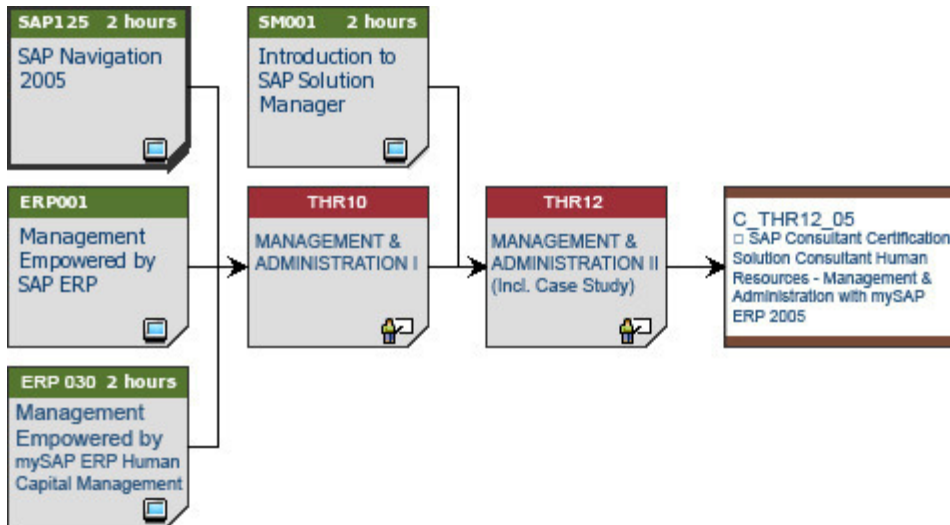 SAP125 2 hours
SAP Navigation
2005
SM001 2 hours
Introduction to
SAP Solution
Manager
ERP001
Management
Empowered by
SAP ERP
THR10
MANAGEMENT &
ADMINISTRATION I
THR12
MANAGEMENT &
ADMINISTRATION II
(Incl. Case Study)
C_THR12_05
□ SAP Consultant Certification
Solution Consultant Human
Resources - Management &
Administration with mySAP
ERP 2005
ERP 030 2 hours
Management
Empowered by
mySAP ERP Human
Capital Management